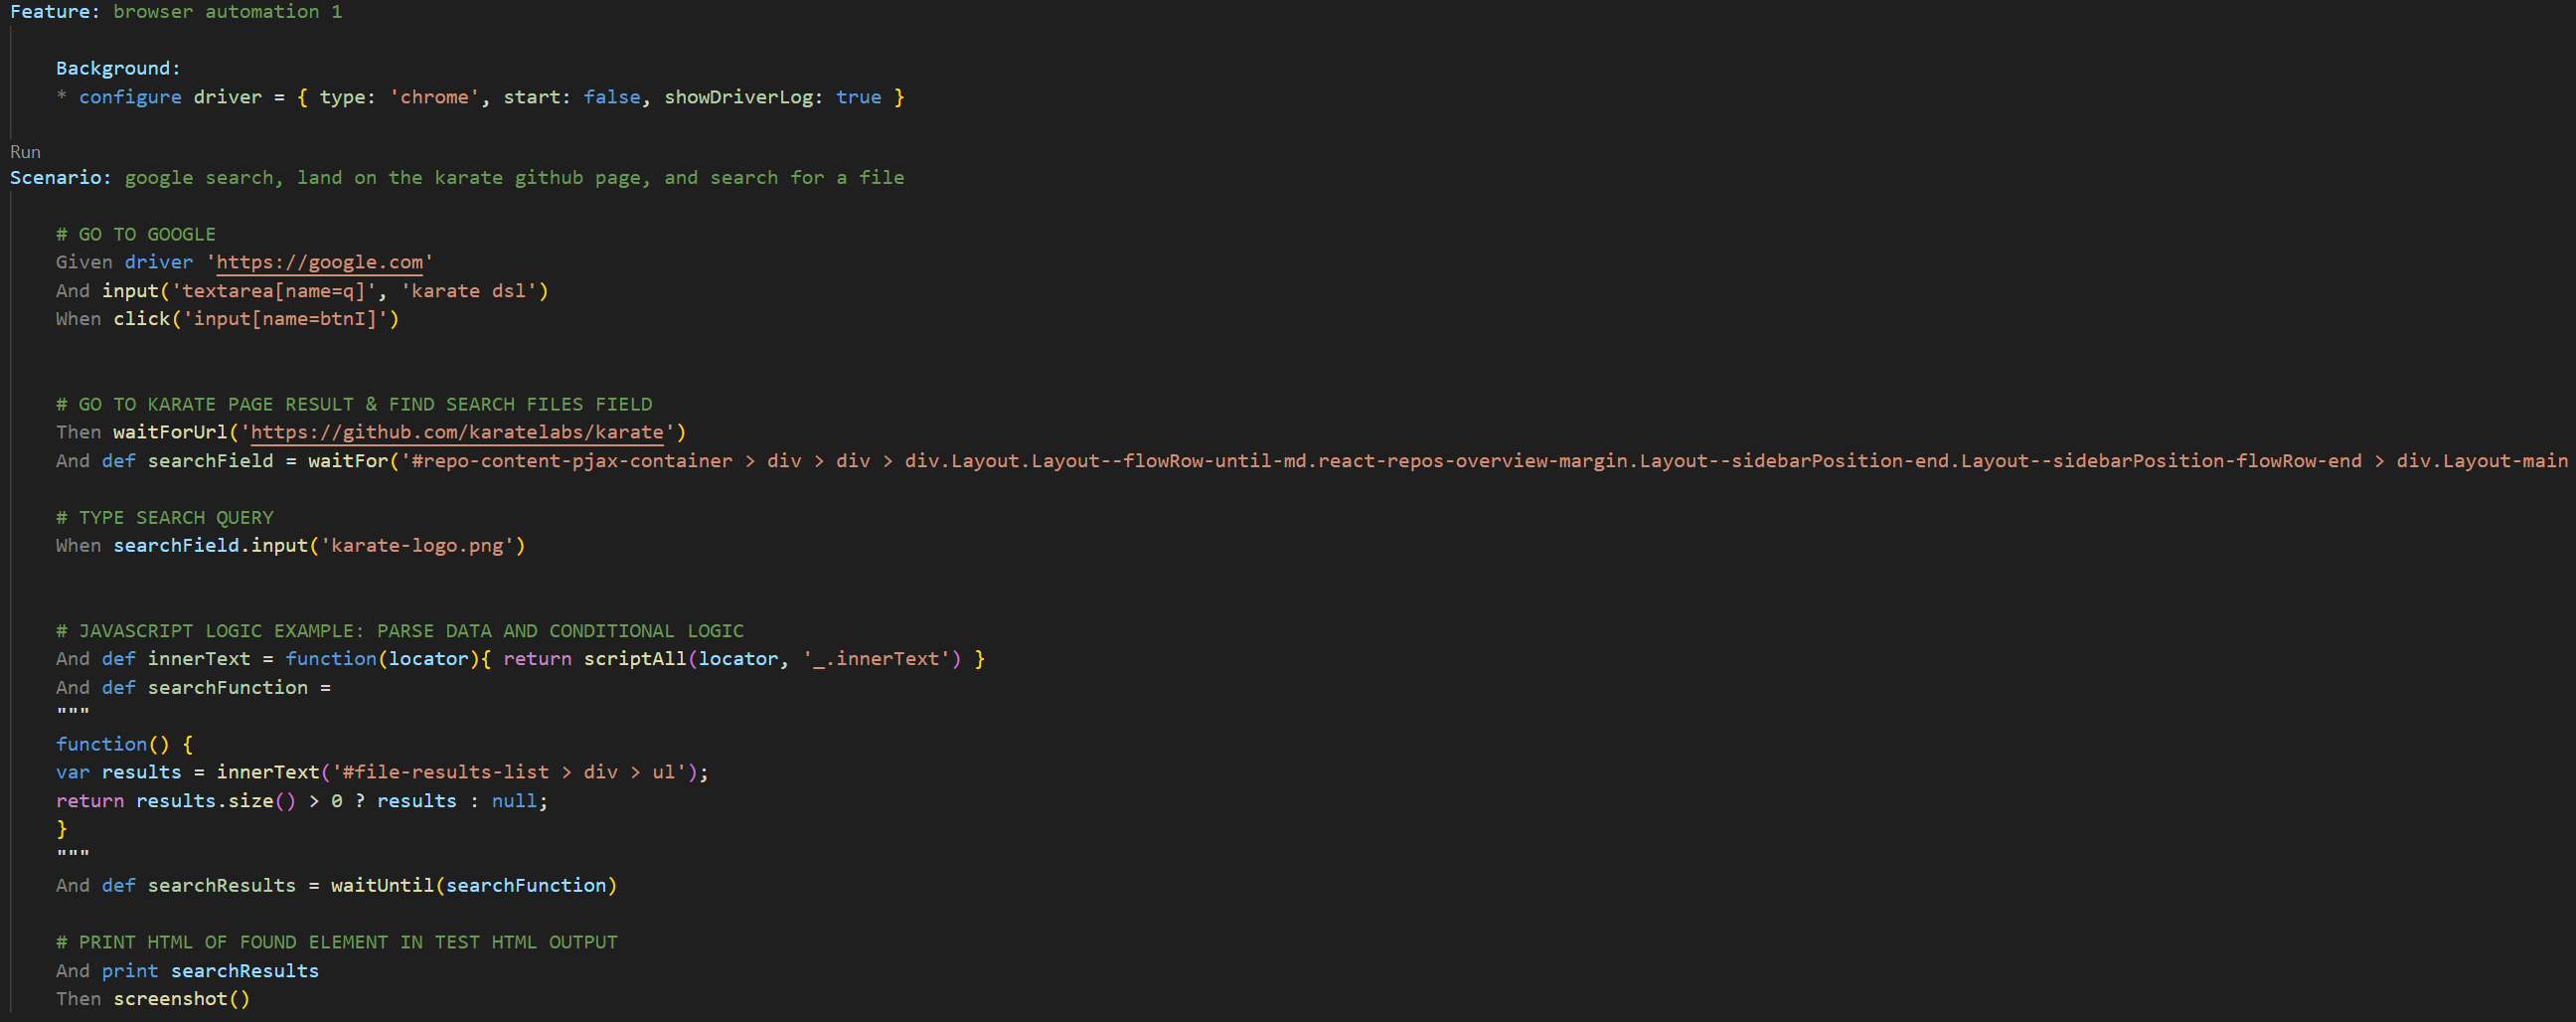 Feature: browser automation 1
Background:
* configure driver = { type: 'chrome', start: false, showDriverLog: true }
Run
Scenario: google search, land on the karate github page, and search for a file
# GO TO GOOGLE
Given driver 'https://google.com'
And input('textarea[name=q]', 'karate dsl')
When click('input[name=btnI]')
# GO TO KARATE PAGE RESULT & FIND SEARCH FILES FIELD
Then waitForUrl('https://github.com/karatelabs/karate')
And def searchField = waitFor('#repo-content-pjax-container > div > div > div.Layout.Layout--flowRow-until-md.react-repos-overview-margin.Layout--sidebarPosition-end.Layout--sidebarPosition-flowRow-end > div.Layout-main
# TYPE SEARCH QUERY
When searchField.input('karate-logo.png')
# JAVASCRIPT LOGIC EXAMPLE: PARSE DATA AND CONDITIONAL LOGIC
And def innerText = function(locator){ return scriptAll(locator, '_.innerText') }
And def searchFunction =
"""
function() {
var results = innerText('#file-results-list > div > ul');
return results.size() > 0 ? results : null;
}
"""
And def searchResults = waitUntil(searchFunction)
# PRINT HTML OF FOUND ELEMENT IN TEST HTML OUTPUT
And print searchResults
Then screenshot()